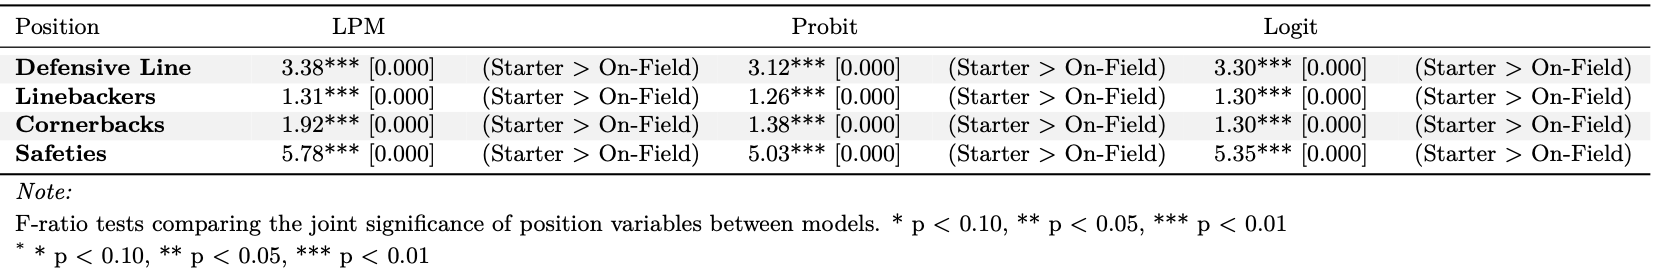 Position LPM Probit Logit
Defensive Line 3.38*** [0.000] (Starter > On-Field) 3.12*** [0.000] (Starter > On-Field) 3.30*** [0.000] (Starter > On-Field)
Linebackers 1.31*** [0.000] (Starter > On-Field) 1.26*** [0.000] (Starter > On-Field) 1.30*** [0.000] (Starter > On-Field)
Cornerbacks 1.92*** [0.000] (Starter > On-Field) 1.38*** [0.000] (Starter > On-Field) 1.30*** [0.000] (Starter > On-Field)
Safeties 5.78*** [0.000] (Starter > On-Field) 5.03*** [0.000] (Starter > On-Field) 5.35*** [0.000] (Starter > On-Field)
Note:
F-ratio tests comparing the joint significance of position variables between models. * p < 0.10, ** p < 0.05, *** p < 0.01
* * p < 0.10, ** p < 0.05, *** p < 0.01